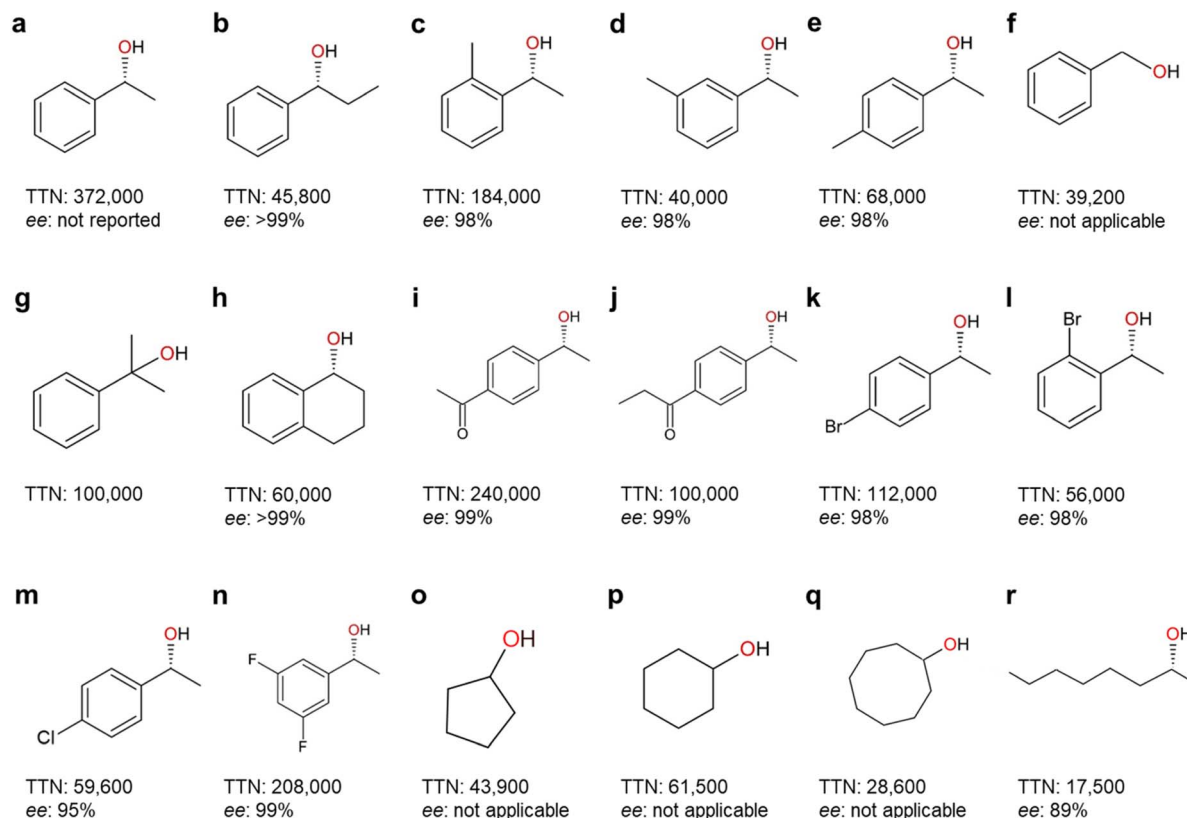 a b c d e f
OH OH OH OH OH OH
TTN: 372,000 TTN: 45,800 TTN: 184,000 TTN: 40,000 TTN: 68,000 TTN: 39,200
ee: not reported ee: >99% ee: 98% ee: 98% ee: 98% ee: not applicable
g h i j k l
OH OH OH OH OH Br OH
O O Br
TTN: 100,000 TTN: 60,000 TTN: 240,000 TTN: 100,000 TTN: 112,000 TTN: 56,000
ee: >99% ee: 99% ee: 99% ee: 98% ee: 98%
m n o p q r
OH F OH OH OH OH OH
Cl F
TTN: 59,600 TTN: 208,000 TTN: 43,900 TTN: 61,500 TTN: 28,600 TTN: 17,500
ee: 95% ee: 99% ee: not applicable ee: not applicable ee: not applicable ee: 89%